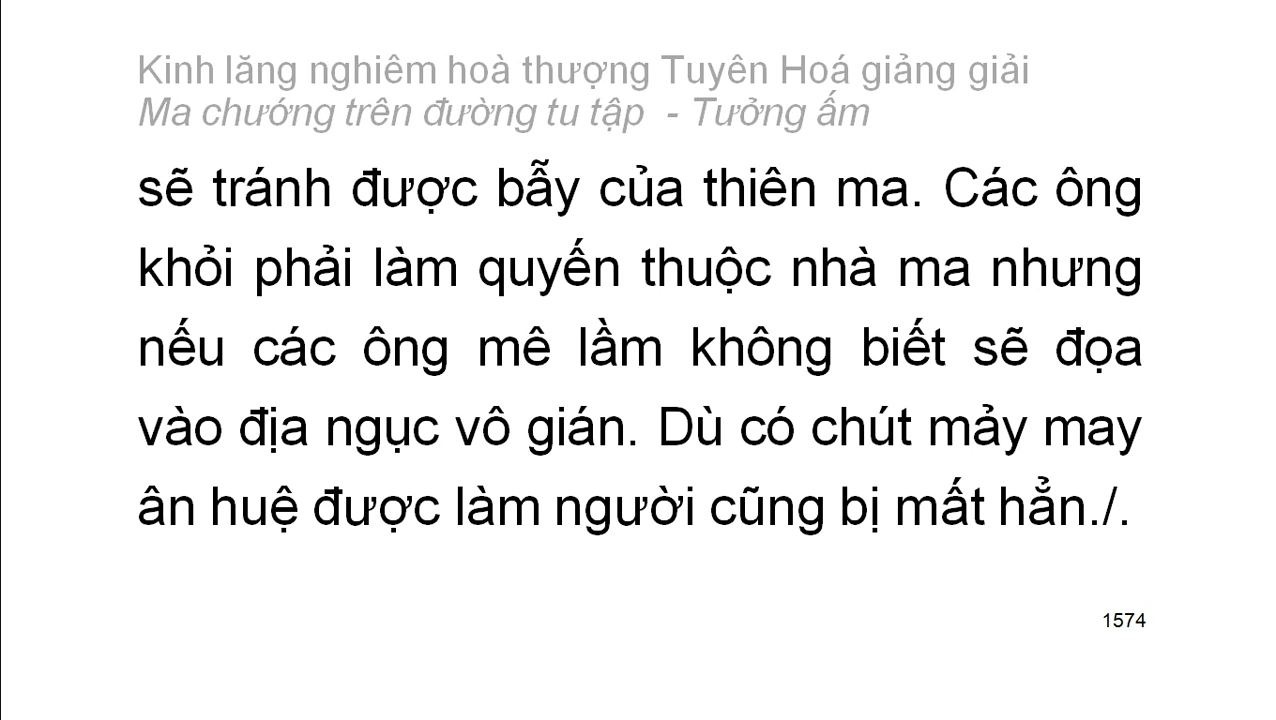 Kinh lăng nghiêm hoà thượng Tuyên Hoá giảng giải
Ma chướng trên đường tu tập - Tưởng ấm
sẽ tránh được bẫy của thiên ma. Các ông
khỏi phải làm quyến thuộc nhà ma nhưng
nếu các ông mê lầm không biết sẽ đọa
vào địa ngục vô gián. Dù có chút mảy may
ân huệ được làm người cũng bị mất hẳn./.
1574